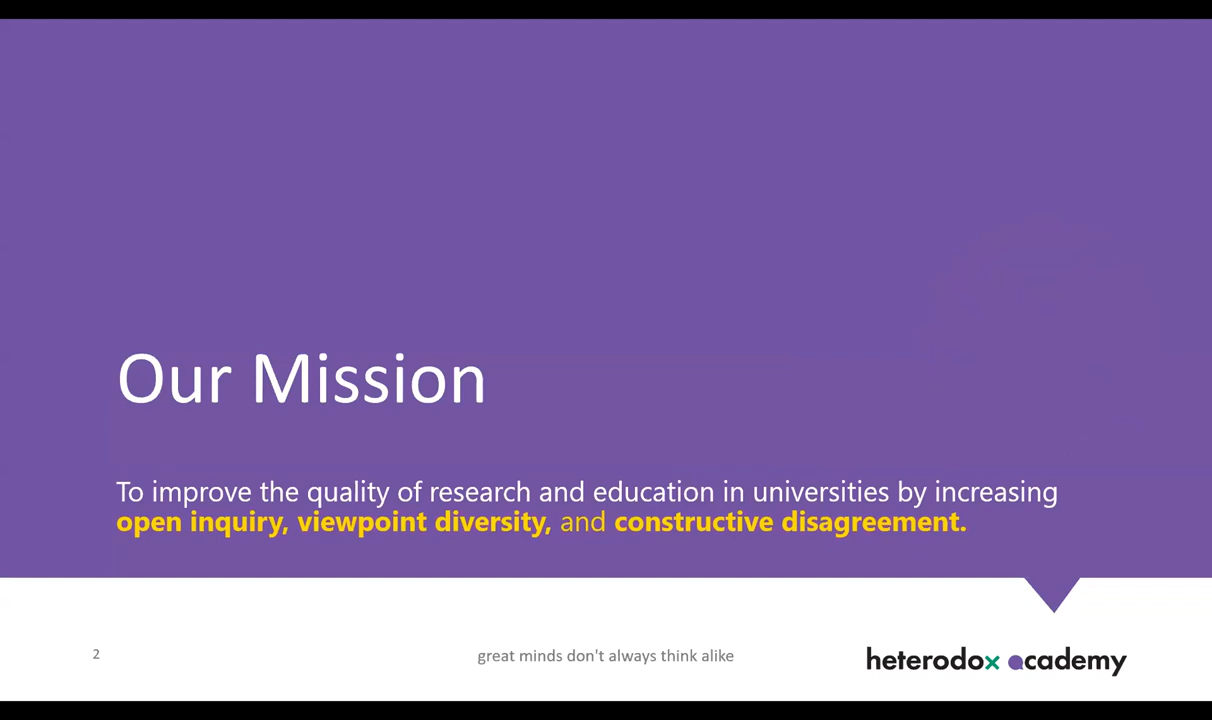 Our Mission
To improve the quality of research and education in universities by increasing
open inquiry, viewpoint diversity, and constructive disagreement.
2
great minds don't always think alike
heterodox academy